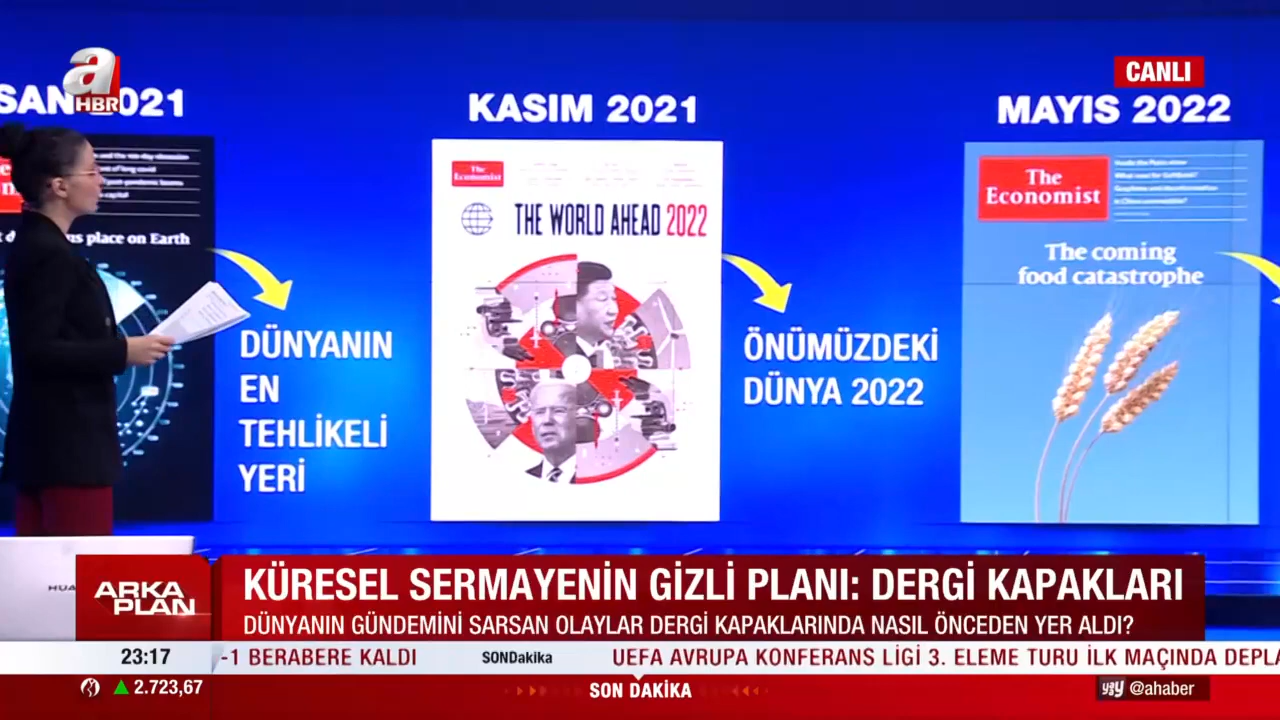 a
HBR
CANLI
021
KASIM 2021
MAYIS 2022
The
Economist
THE WORLD AHEAD 2022
The
Economist
The coming
food catastrophe
place on Earth
DÜNYANIN
EN
TEHLİKELİ
YERİ
ÖNÜMÜZDEKİ
DÜNYA 2022
ARKA
PLAN
KÜRESEL SERMAYENİN GİZLİ PLANI: DERGİ KAPAKLARI
DÜNYANIN GÜNDEMİNİ SARSAN OLAYLAR DERGİ KAPAKLARINDA NASIL ÖNCEDEN YER ALDI?
23:17
-1 BERABERE KALDI
SONDakika
UEFA AVRUPA KONFERANS LİGİ 3. ELEME TURU İLK MAÇINDA DEPLA
2.723,67
SON DAKİKA
yay @ahaber